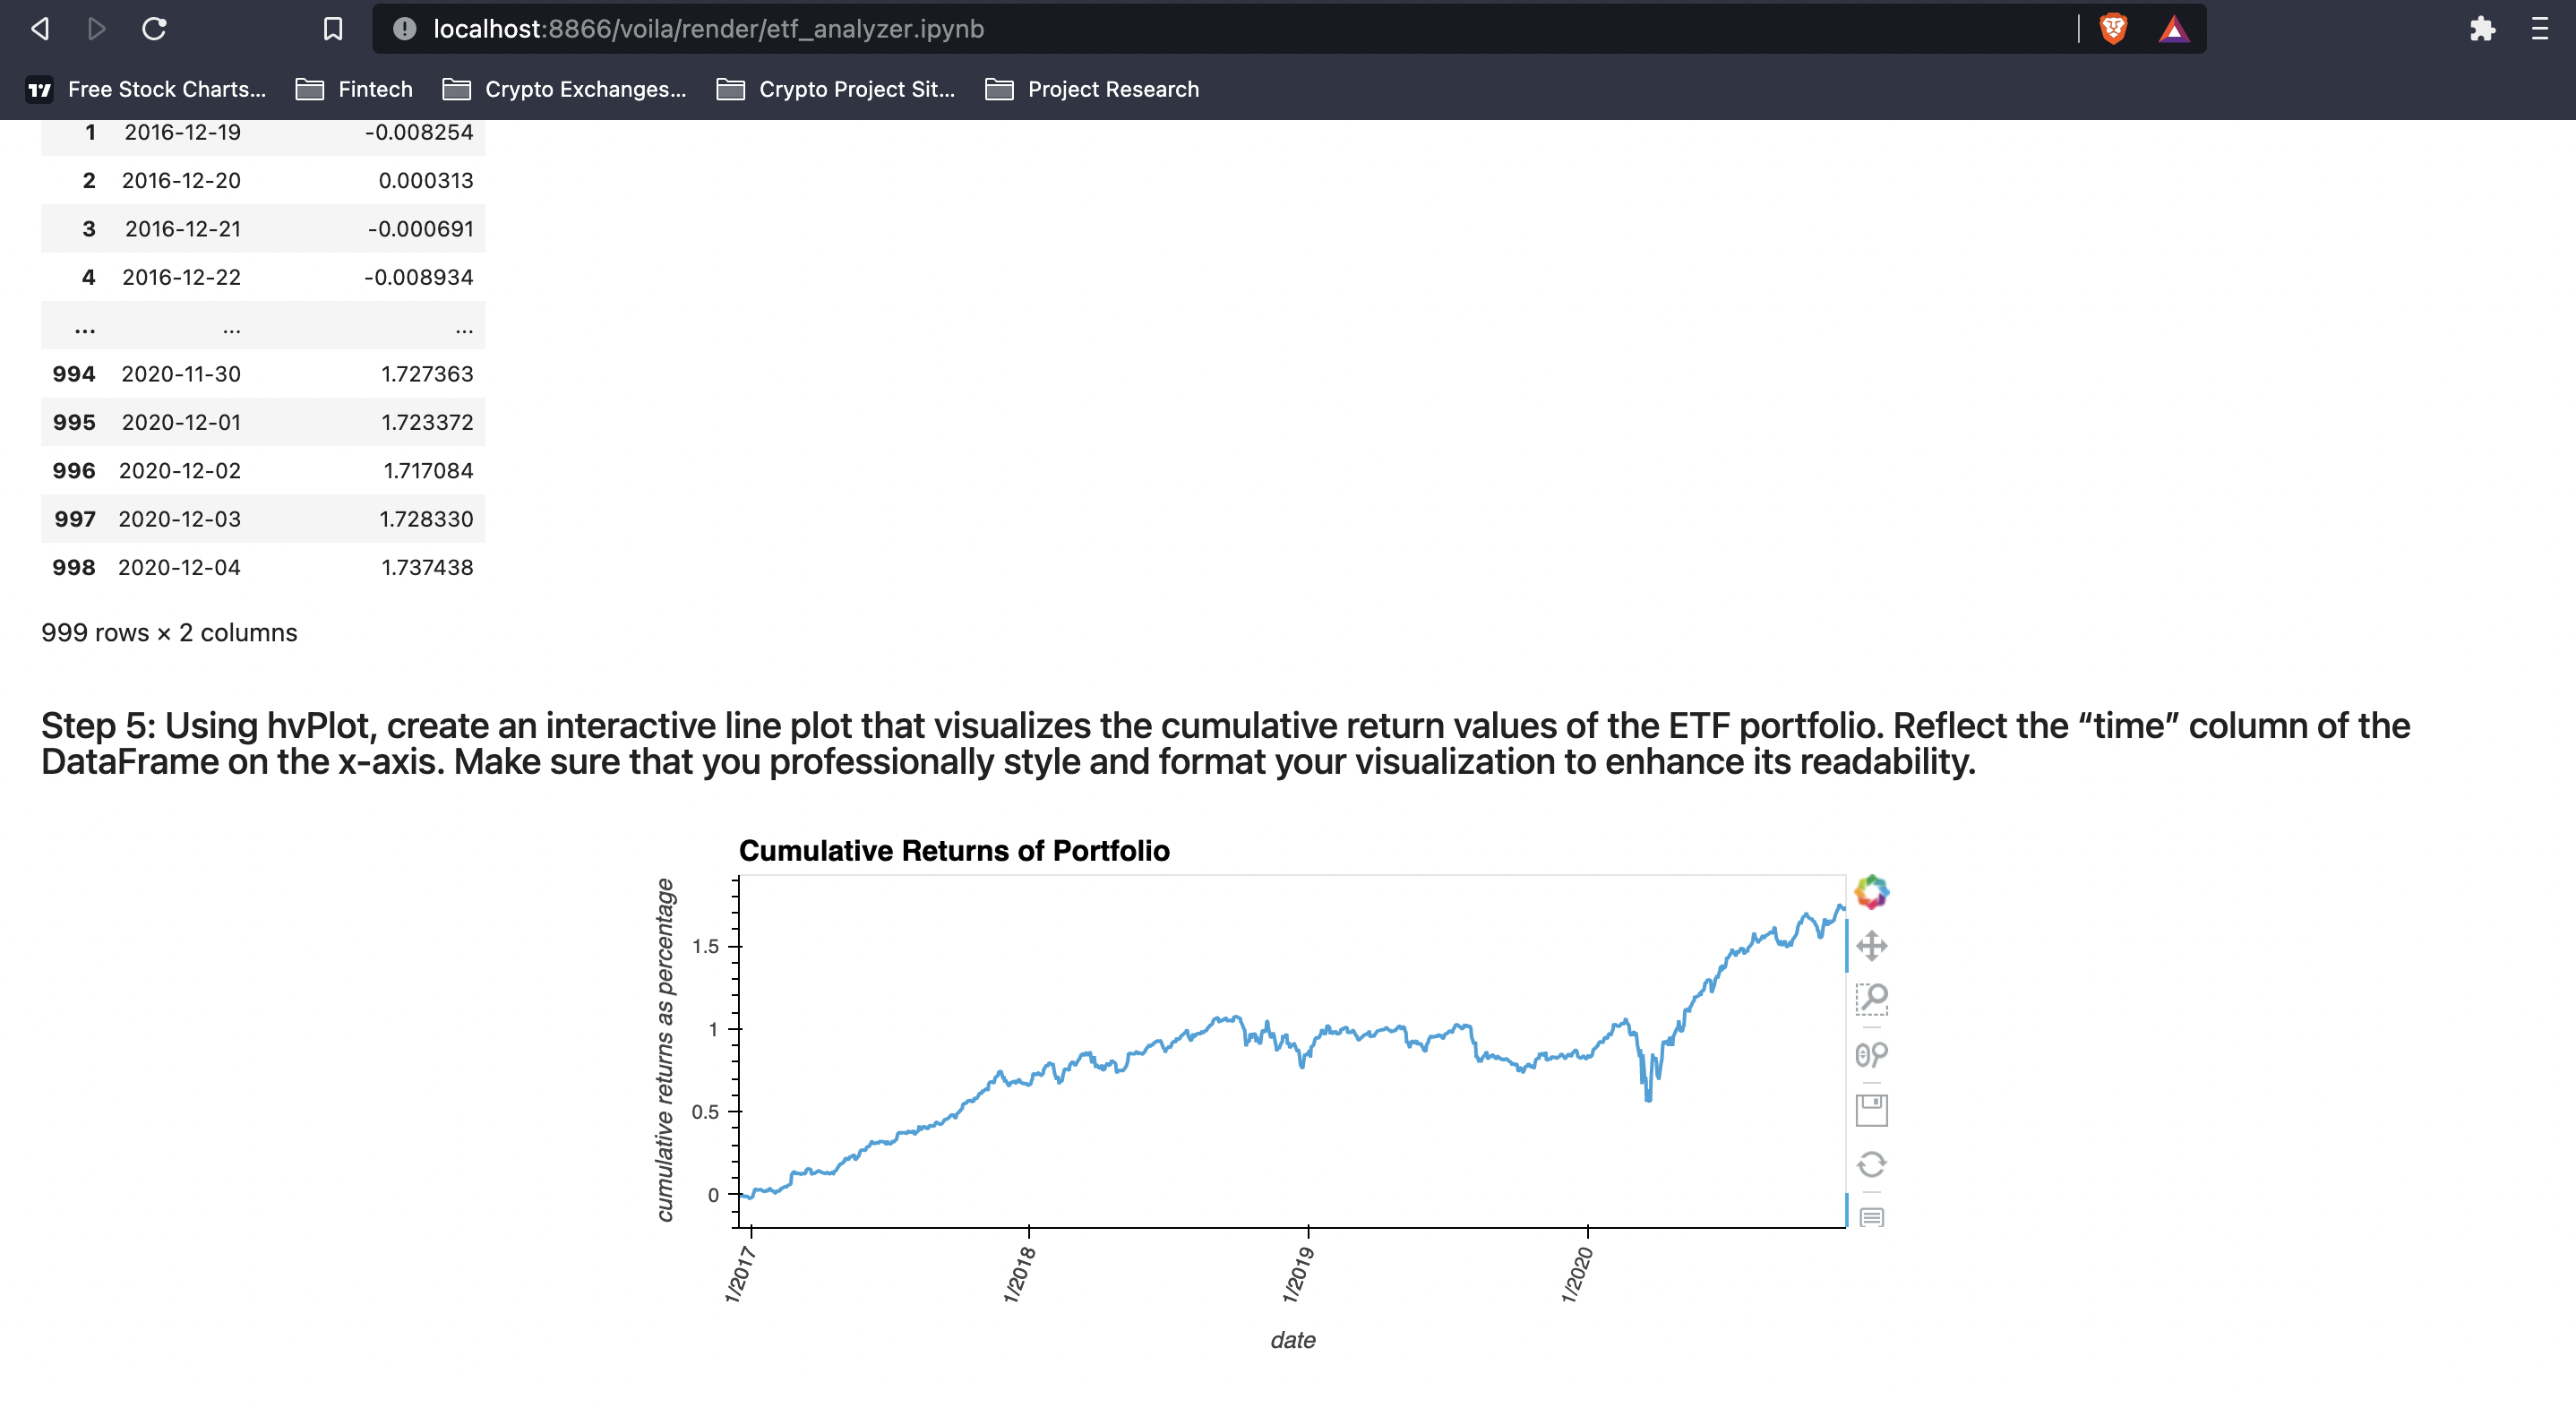 localhost:8866/voila/render/etf_analyzer.ipynb
Free Stock Charts... Fintech Crypto Exchanges... Crypto Project Sit... Project Research
1 2016-12-19 -0.008254
2 2016-12-20 0.000313
3 2016-12-21 -0.000691
4 2016-12-22 -0.008934
... ... ...
994 2020-11-30 1.727363
995 2020-12-01 1.723372
996 2020-12-02 1.717084
997 2020-12-03 1.728330
998 2020-12-04 1.737438
999 rows × 2 columns
Step 5: Using hvPlot, create an interactive line plot that visualizes the cumulative return values of the ETF portfolio. Reflect the “time” column of the
DataFrame on the x-axis. Make sure that you professionally style and format your visualization to enhance its readability.
Cumulative Returns of Portfolio
cumulative returns as percentage
1.5
1
0.5
0
1/2017 1/2018 1/2019 1/2020
date